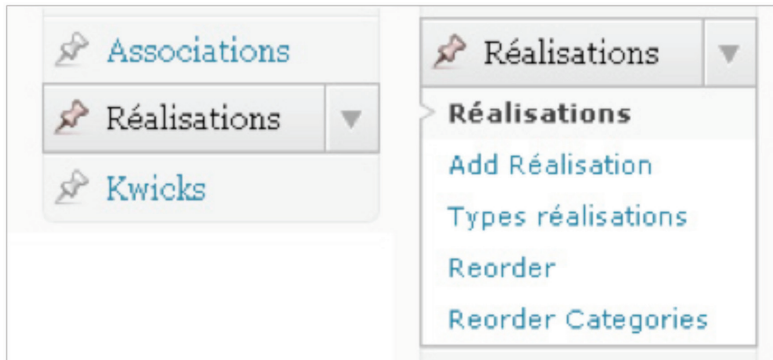 Associations
Réalisations
Kwicks
Réalisations
Réalisations
Add Réalisation
Types réalisations
Reorder
Reorder Categories